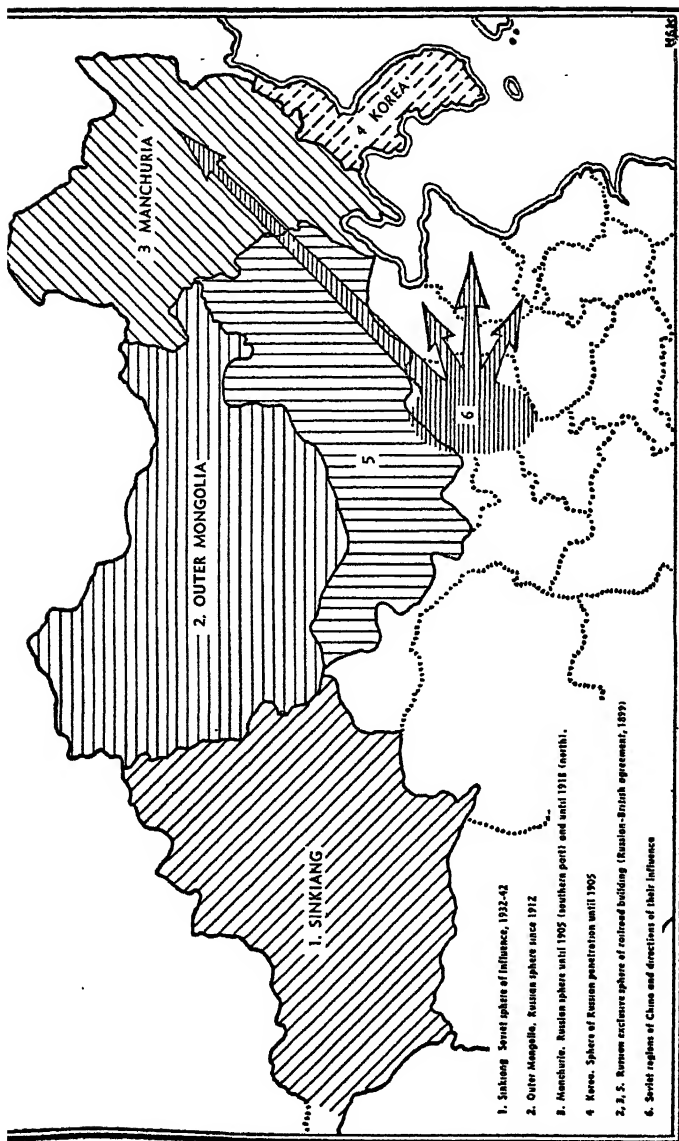 1. SINKIANG
2. OUTER MONGOLIA
3 MANCHURIA
4 KOREA
5
6
1. Sinkiang Soviet sphere of influence, 1932-42
2. Outer Mongolia, Russian sphere since 1912
3. Manchuria. Russian sphere until 1905 (southern part) and until 1918 (north).
4 Korea. Sphere of Russian penetration until 1905
2, 3, 5. Russian exclusive sphere of railroad building (Russian-British agreement, 1899)
6. Soviet regions of China and directions of their influence